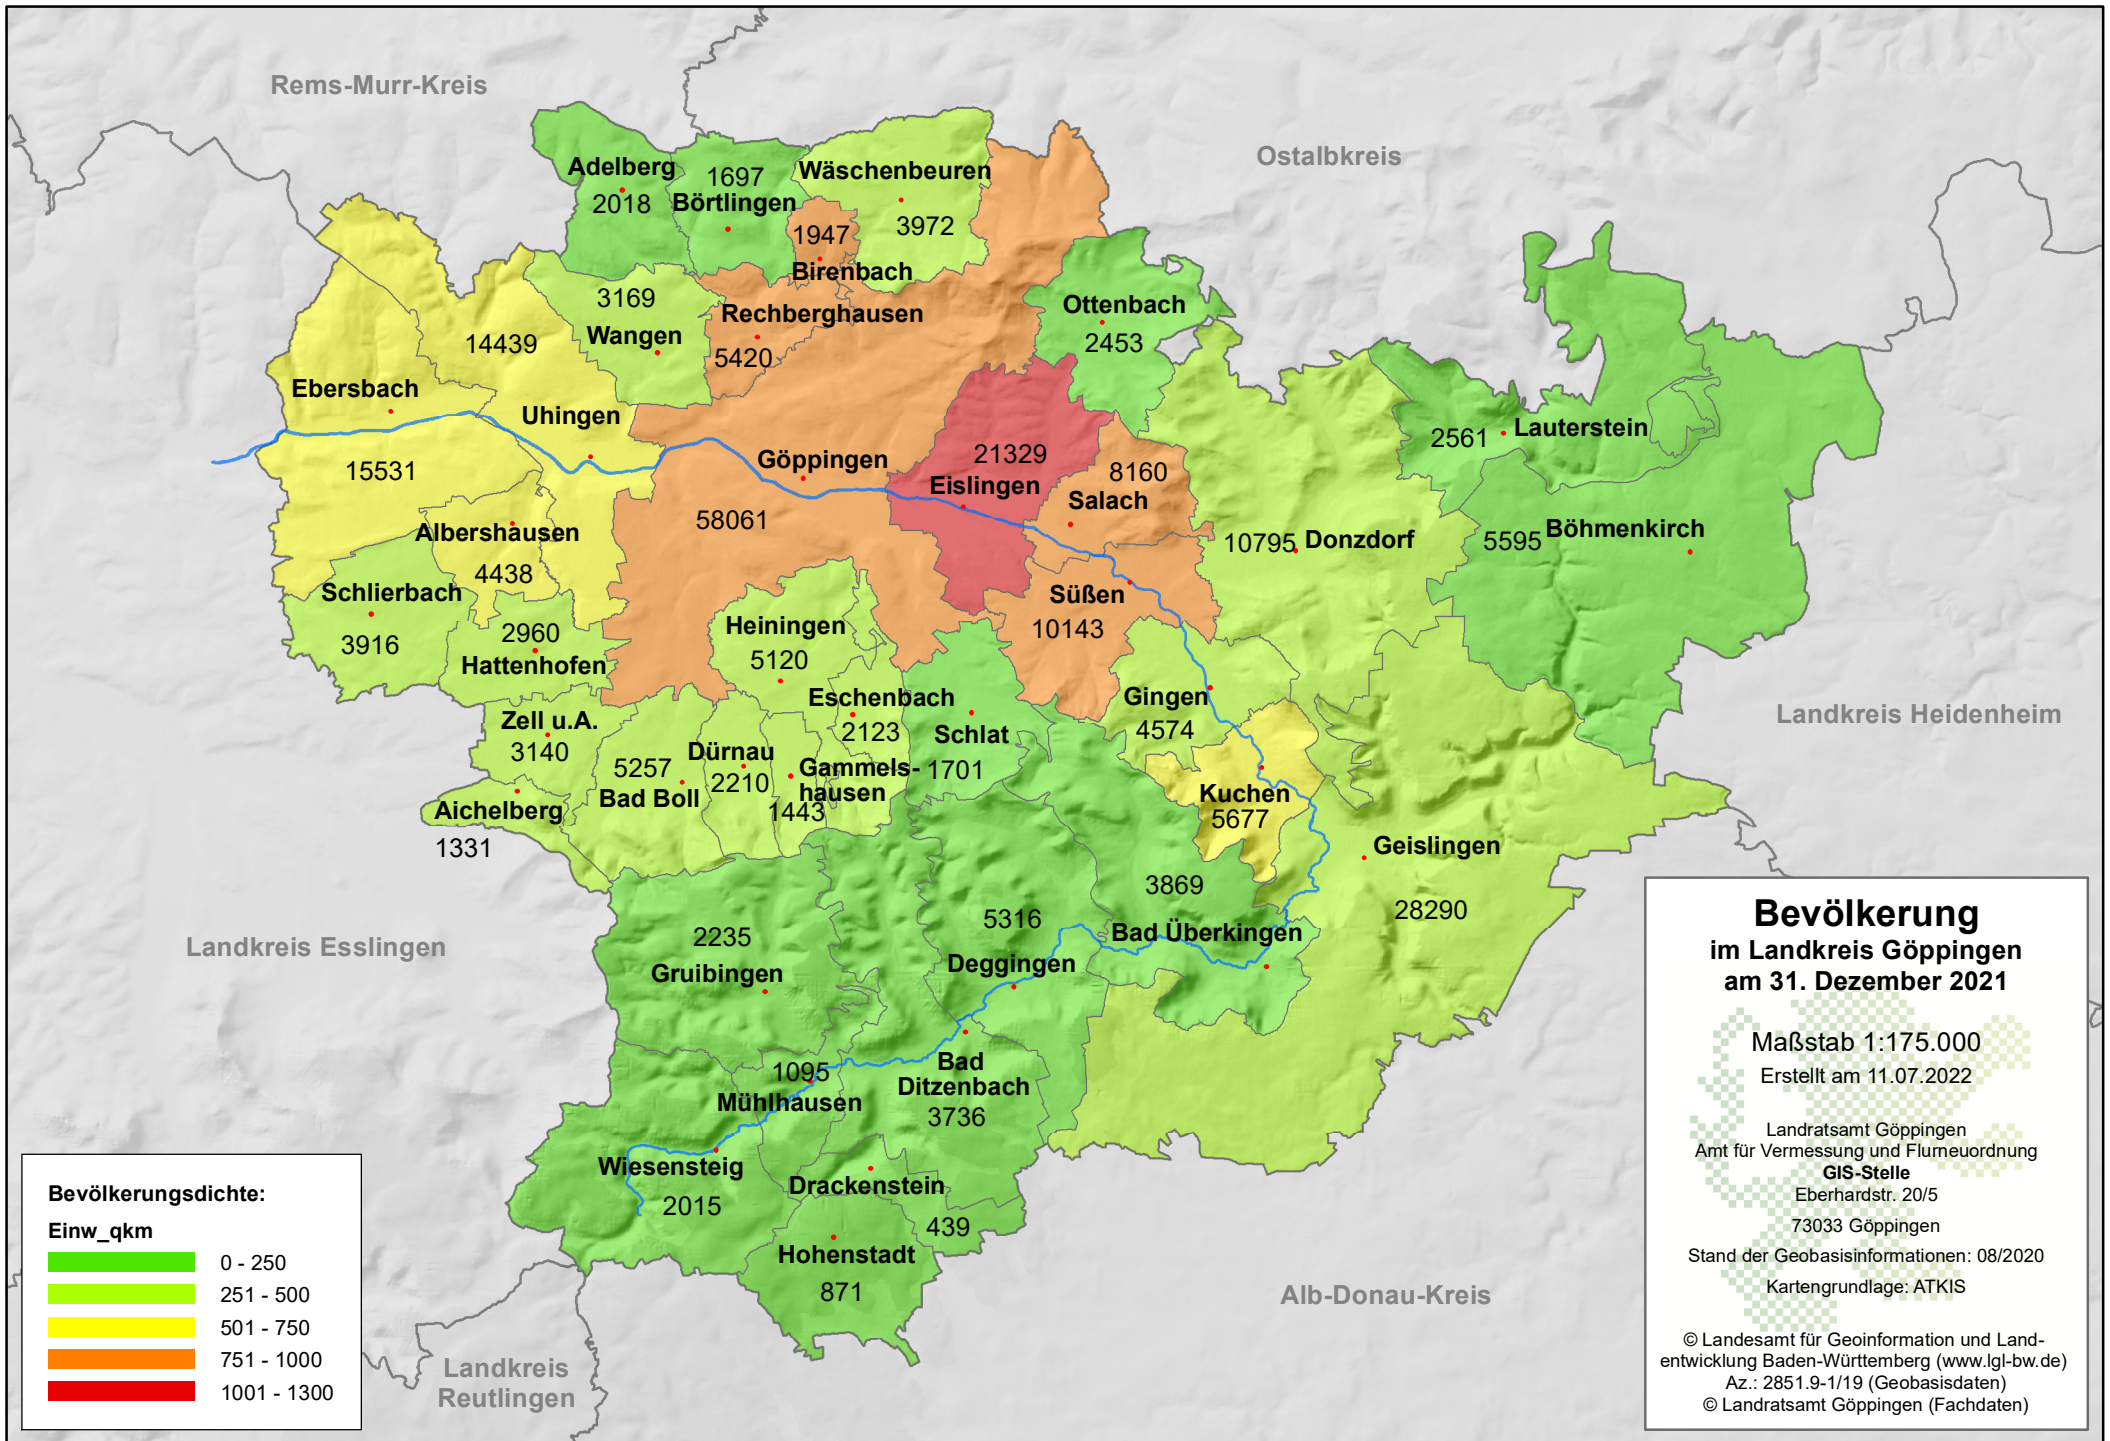 Rems-Murr-Kreis
Ostalbkreis
Adelberg
2018
1697
Börtlingen
Wäschenbeuren
3972
1947
Birenbach
3169
Wangen
Rechberghausen
5420
Ottenbach
2453
14439
Ebersbach
Uhingen
15531
Göppingen
58061
21329
Eislingen
8160
Salach
2561
Lauterstein
10795
Donzdorf
5595
Böhmenkirch
Albershausen
4438
Schlierbach
3916
2960
Hattenhofen
Heiningen
5120
Süßen
10143
Eschenbach
2123
Gingen
4574
Schlat
1701
Landkreis Heidenheim
Zell u.A.
3140
5257
Bad Boll
Dürnau
2210
Gammels-
hausen
1443
Aichelberg
1331
Kuchen
5677
Geislingen
28290
3869
Bad Überkingen
5316
Deggingen
2235
Gruibingen
Landkreis Esslingen
1095
Mühlhausen
Bad
Ditzenbach
3736
Wiesensteig
2015
Drackenstein
439
Hohenstadt
871
Alb-Donau-Kreis
Landkreis
Reutlingen
Bevölkerungsdichte:
Einw_qkm
0 - 250
251 - 500
501 - 750
751 - 1000
1001 - 1300
Bevölkerung
im Landkreis Göppingen
am 31. Dezember 2021
Maßstab 1:175.000
Erstellt am 11.07.2022
Landratsamt Göppingen
Amt für Vermessung und Flurneuordnung
GIS-Stelle
Eberhardstr. 20/5
73033 Göppingen
Stand der Geobasisinformationen: 08/2020
Kartengrundlage: ATKIS
© Landesamt für Geoinformation und Land-
entwicklung Baden-Württemberg (www.lgl-bw.de)
Az.: 2851.9-1/19 (Geobasisdaten)
© Landratsamt Göppingen (Fachdaten)